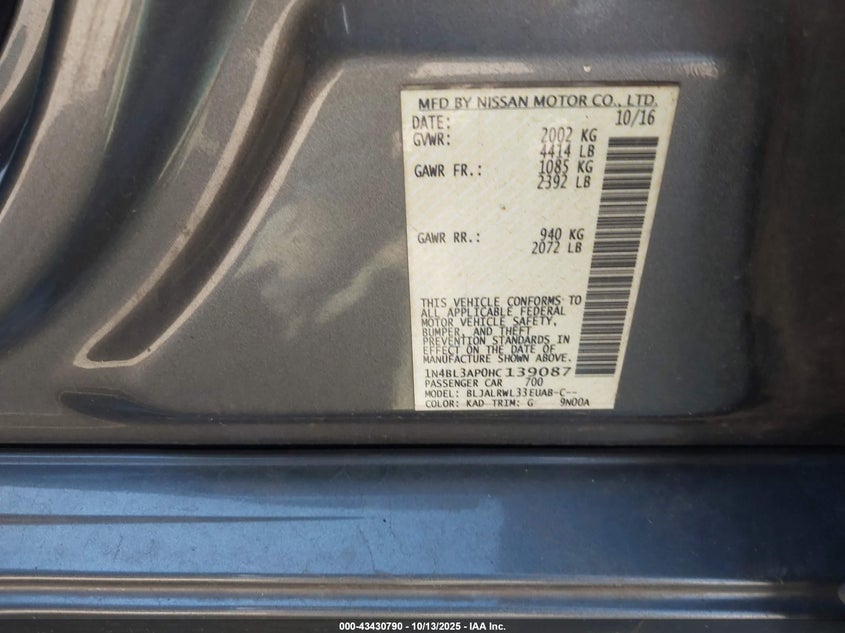 MFD BY NISSAN MOTOR CO., LTD.
DATE: 10/16
GVWR: 2002 KG
4414 LB
GAWR FR.: 1085 KG
2392 LB
GAWR RR.: 940 KG
2072 LB
THIS VEHICLE CONFORMS TO
ALL APPLICABLE FEDERAL
MOTOR VEHICLE SAFETY,
BUMPER, AND THEFT
PREVENTION STANDARDS IN
EFFECT ON THE DATE OF
MANUFACTURE SHOWN ABOVE.
1N4BL3AP0HC139087
PASSENGER CAR 700
MODEL: BLJALRWL33EUAB-C--
COLOR: KAD TRIM: G 9N00A
000-43430790 - 10/13/2025 - IAA Inc.